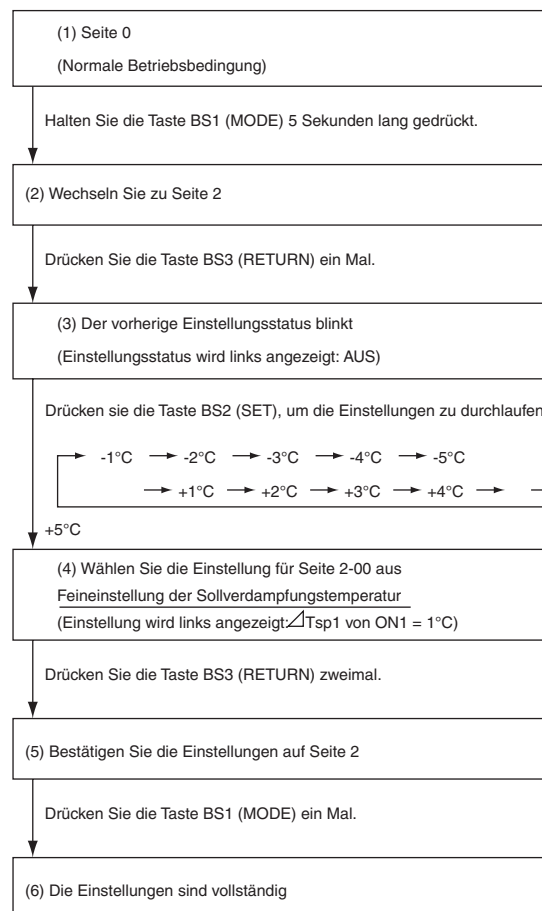 (1) Seite 0
(Normale Betriebsbedingung)
Halten Sie die Taste BS1 (MODE) 5 Sekunden lang gedrückt.
(2) Wechseln Sie zu Seite 2
Drücken Sie die Taste BS3 (RETURN) ein Mal.
(3) Der vorherige Einstellungsstatus blinkt
(Einstellungsstatus wird links angezeigt: AUS)
Drücken sie die Taste BS2 (SET), um die Einstellungen zu durchlaufen
-1°C → -2°C → -3°C → -4°C → -5°C
→ +1°C → +2°C → +3°C → +4°C →
+5°C
(4) Wählen Sie die Einstellung für Seite 2-00 aus
Feineinstellung der Sollverdampfungstemperatur
(Einstellung wird links angezeigt:⊿Tsp1 von ON1 = 1°C)
Drücken Sie die Taste BS3 (RETURN) zweimal.
(5) Bestätigen Sie die Einstellungen auf Seite 2
Drücken Sie die Taste BS1 (MODE) ein Mal.
(6) Die Einstellungen sind vollständig